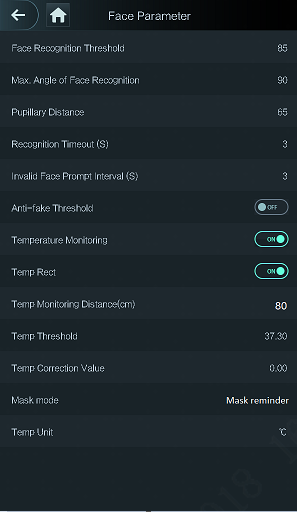 Face Parameter
Face Recognition Threshold 85
Max. Angle of Face Recognition 90
Pupillary Distance 65
Recognition Timeout (S) 3
Invalid Face Prompt Interval (S) 3
Anti-fake Threshold OFF
Temperature Monitoring ON
Temp Rect ON
Temp Monitoring Distance(cm) 80
Temp Threshold 37.30
Temp Correction Value 0.00
Mask mode Mask reminder
Temp Unit ℃